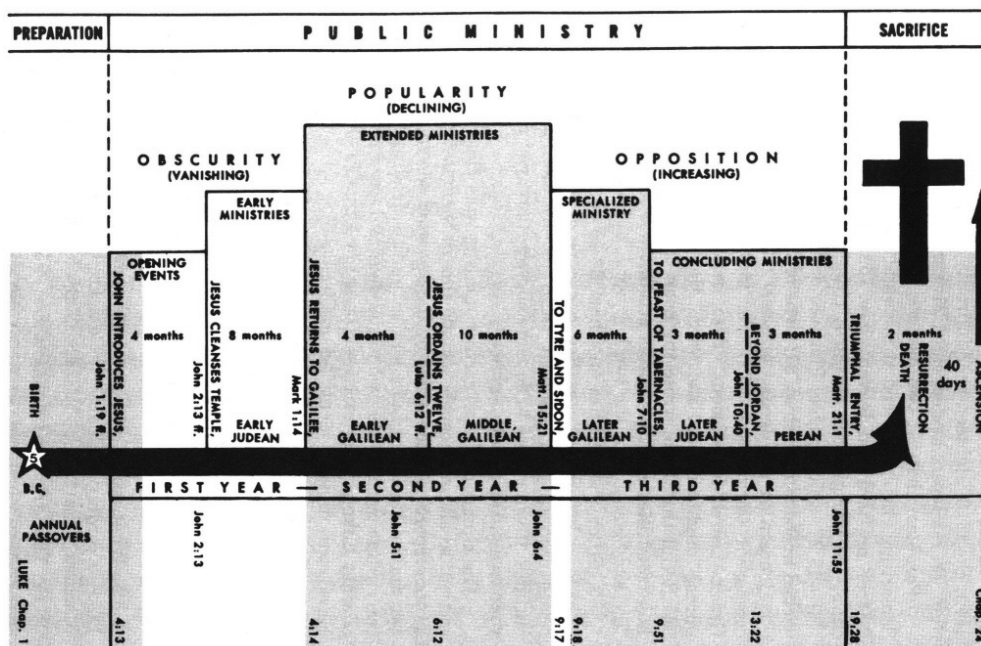 PREPARATION
PUBLIC MINISTRY
SACRIFICE
POPULARITY
(DECLINING)
EXTENDED MINISTRIES
OBSCURITY
(VANISHING)
OPPOSITION
(INCREASING)
EARLY
MINISTRIES
SPECIALIZED
MINISTRY
OPENING
EVENTS
CONCLUDING MINISTRIES
BIRTH
JOHN INTRODUCES JESUS,
John 1:19 ff.
4 months
JESUS CLEANSES TEMPLE,
John 2:13 ff.
8 months
EARLY
JUDEAN
JESUS RETURNS TO GALILEE,
Mark 1:14
4 months
EARLY
GALILEAN
JESUS ORDAINS TWELVE,
Luke 6:12 ff.
10 months
MIDDLE,
GALILEAN
TO TYRE AND SIDON,
Matt. 15:21
6 months
LATER
GALILEAN
TO FEAST OF TABERNACLES,
John 7:10
3 months
LATER
JUDEAN
BEYOND JORDAN,
John 10:40
3 months
PEREAN
TRIUMPHAL ENTRY
Matt. 21:1
2 months
DEATH
RESURRECTION
40
days
ASCENSION
5
B.C,
FIRST YEAR — SECOND YEAR — THIRD YEAR
ANNUAL
PASSOVERS
John 2:13
John 5:1
John 6:4
John 11:55
LUKE Chap. 1
4:13
4:14
6:12
9:17
9:18
9:51
13:22
19:28
Chap. 24